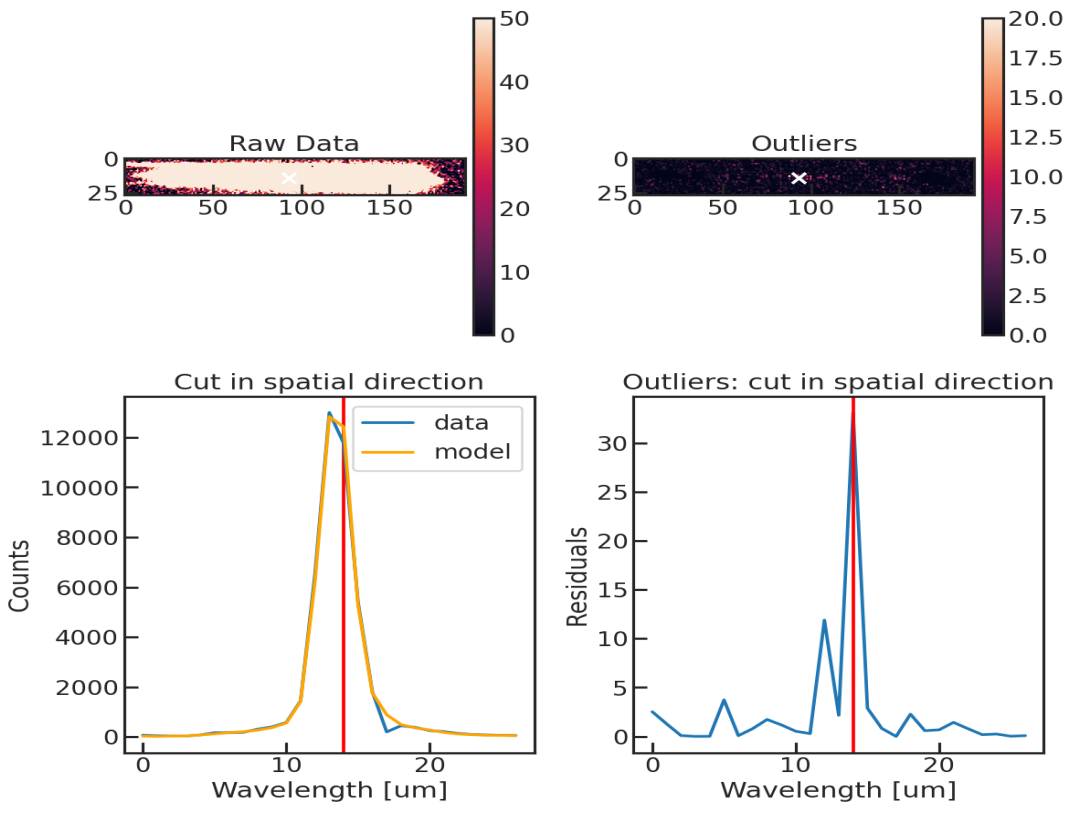 Raw Data
0
25
0 50 100 150
50
40
30
20
10
0
Outliers
0
25
0 50 100 150
20.0
17.5
15.0
12.5
10.0
7.5
5.0
2.5
0.0
Cut in spatial direction
data
model
Counts
12000
10000
8000
6000
4000
2000
0
0 10 20
Wavelength [um]
Outliers: cut in spatial direction
Residuals
30
25
20
15
10
5
0
0 10 20
Wavelength [um]